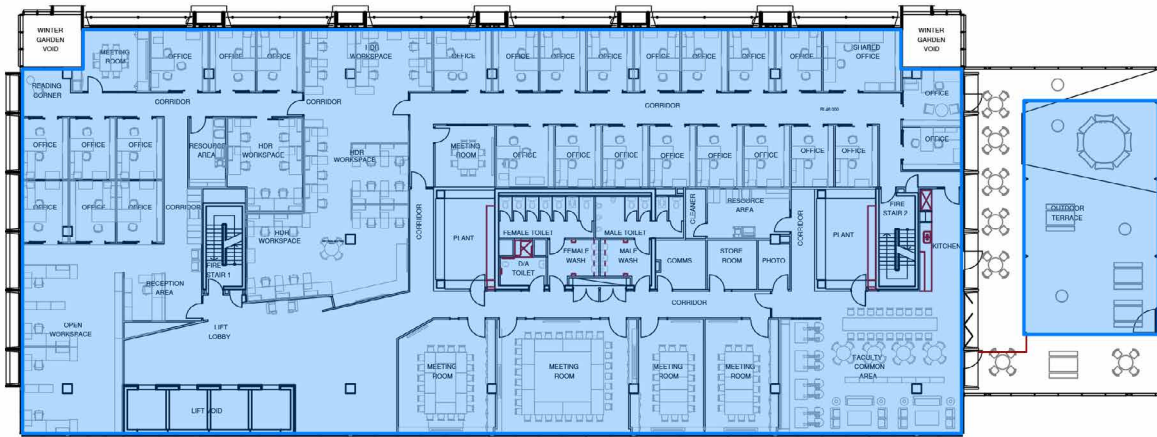 WINTER
GARDEN
VOID
WINTER
GARDEN
VOID
MEETING
ROOM
OFFICE
OFFICE
OFFICE
HDR
WORKSPACE
OFFICE
OFFICE
OFFICE
OFFICE
OFFICE
OFFICE
OFFICE
SHARED
OFFICE
READING
CORNER
CORRIDOR
CORRIDOR
CORRIDOR
OFFICE
OFFICE
OFFICE
OFFICE
OFFICE
RESOURCE
AREA
HDR
WORKSPACE
HDR
WORKSPACE
MEETING
ROOM
OFFICE
OFFICE
OFFICE
OFFICE
OFFICE
OFFICE
OFFICE
OFFICE
OFFICE
OFFICE
OFFICE
CORRIDOR
HDR
WORKSPACE
CORRIDOR
PLANT
FEMALE TOILET
MALE TOILET
CLEANER
RESOURCE
AREA
CORRIDOR
PLANT
FIRE
STAIR 2
KITCHEN
OUTDOOR
TERRACE
FIRE
STAIR 1
D/A
TOILET
FEMALE
WASH
MALE
WASH
COMMS
STORE
ROOM
PHOTO
RECEPTION
AREA
CORRIDOR
OPEN
WORKSPACE
LIFT
LOBBY
MEETING
ROOM
MEETING
ROOM
MEETING
ROOM
MEETING
ROOM
FACULTY
COMMON
AREA
LIFT VOID